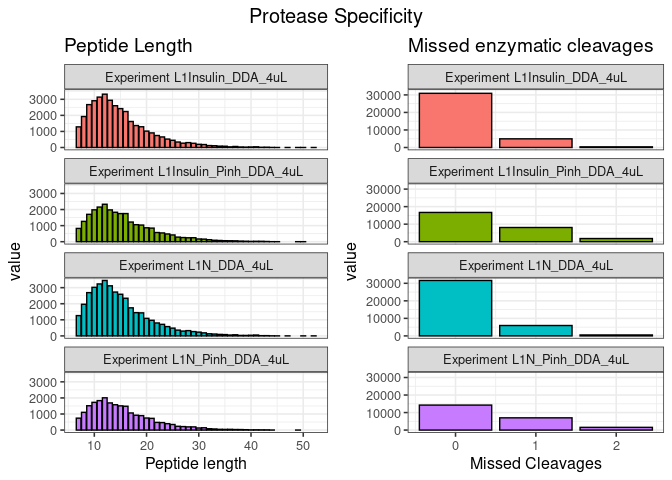 Protease Specificity
Peptide Length
Experiment L1Insulin_DDA_4uL
3000
2000
1000
0
Experiment L1Insulin_Pinh_DDA_4uL
3000
2000
1000
0
Experiment L1N_DDA_4uL
3000
2000
1000
0
Experiment L1N_Pinh_DDA_4uL
3000
2000
1000
0
10 20 30 40 50
Peptide length
value
Missed enzymatic cleavages
Experiment L1Insulin_DDA_4uL
30000
20000
10000
0
Experiment L1Insulin_Pinh_DDA_4uL
30000
20000
10000
0
Experiment L1N_DDA_4uL
30000
20000
10000
0
Experiment L1N_Pinh_DDA_4uL
30000
20000
10000
0
0 1 2
Missed Cleavages
value